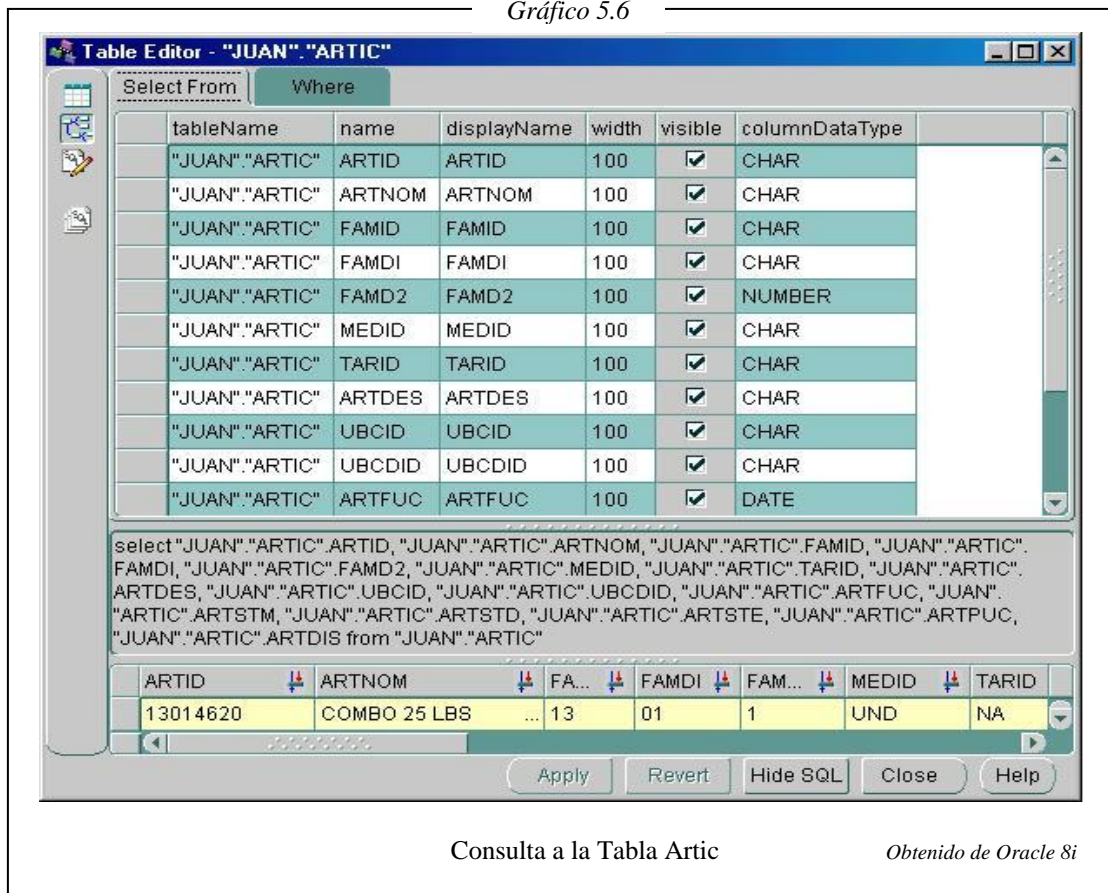 Gráfico 5.6
Table Editor - "JUAN"."ARTIC"
Select From Where
tableName name displayName width visible columnDataType
"JUAN"."ARTIC" ARTID ARTID 100 CHAR
"JUAN"."ARTIC" ARTNOM ARTNOM 100 CHAR
"JUAN"."ARTIC" FAMID FAMID 100 CHAR
"JUAN"."ARTIC" FAMDI FAMDI 100 CHAR
"JUAN"."ARTIC" FAMD2 FAMD2 100 NUMBER
"JUAN"."ARTIC" MEDID MEDID 100 CHAR
"JUAN"."ARTIC" TARID TARID 100 CHAR
"JUAN"."ARTIC" ARTDES ARTDES 100 CHAR
"JUAN"."ARTIC" UBCID UBCID 100 CHAR
"JUAN"."ARTIC" UBCDID UBCDID 100 CHAR
"JUAN"."ARTIC" ARTFUC ARTFUC 100 DATE
select "JUAN"."ARTIC".ARTID, "JUAN"."ARTIC".ARTNOM, "JUAN"."ARTIC".FAMID, "JUAN"."ARTIC".
FAMDI, "JUAN"."ARTIC".FAMD2, "JUAN"."ARTIC".MEDID, "JUAN"."ARTIC".TARID, "JUAN"."ARTIC".
ARTDES, "JUAN"."ARTIC".UBCID, "JUAN"."ARTIC".UBCDID, "JUAN"."ARTIC".ARTFUC, "JUAN".
"ARTIC".ARTSTM, "JUAN"."ARTIC".ARTSTD, "JUAN"."ARTIC".ARTSTE, "JUAN"."ARTIC".ARTPUC,
"JUAN"."ARTIC".ARTDIS from "JUAN"."ARTIC"
ARTID ARTNOM FA... FAMDI FAM... MEDID TARID
13014620 COMBO 25 LBS ... 13 01 1 UND NA
Apply Revert Hide SQL Close Help
Consulta a la Tabla Artic Obtenido de Oracle 8i